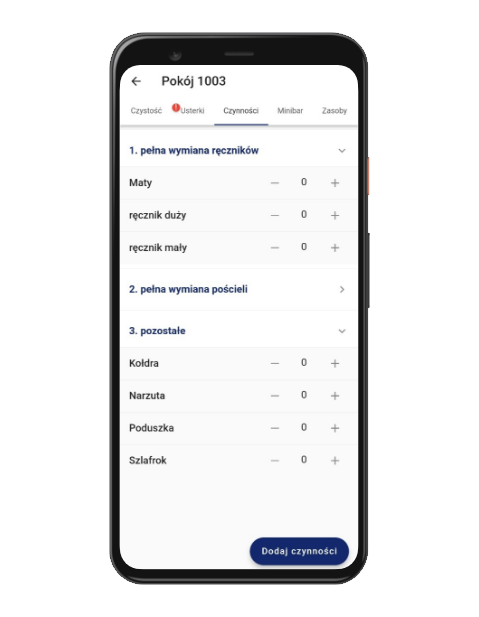 Pokój 1003
Czystość Usterki Czynności Minibar Zasoby
1. pełna wymiana ręczników
Maty 0
ręcznik duży 0
ręcznik mały 0
2. pełna wymiana pościeli
3. pozostałe
Kołdra 0
Narzuta 0
Poduszka 0
Szlafrok 0
Dodaj czynności